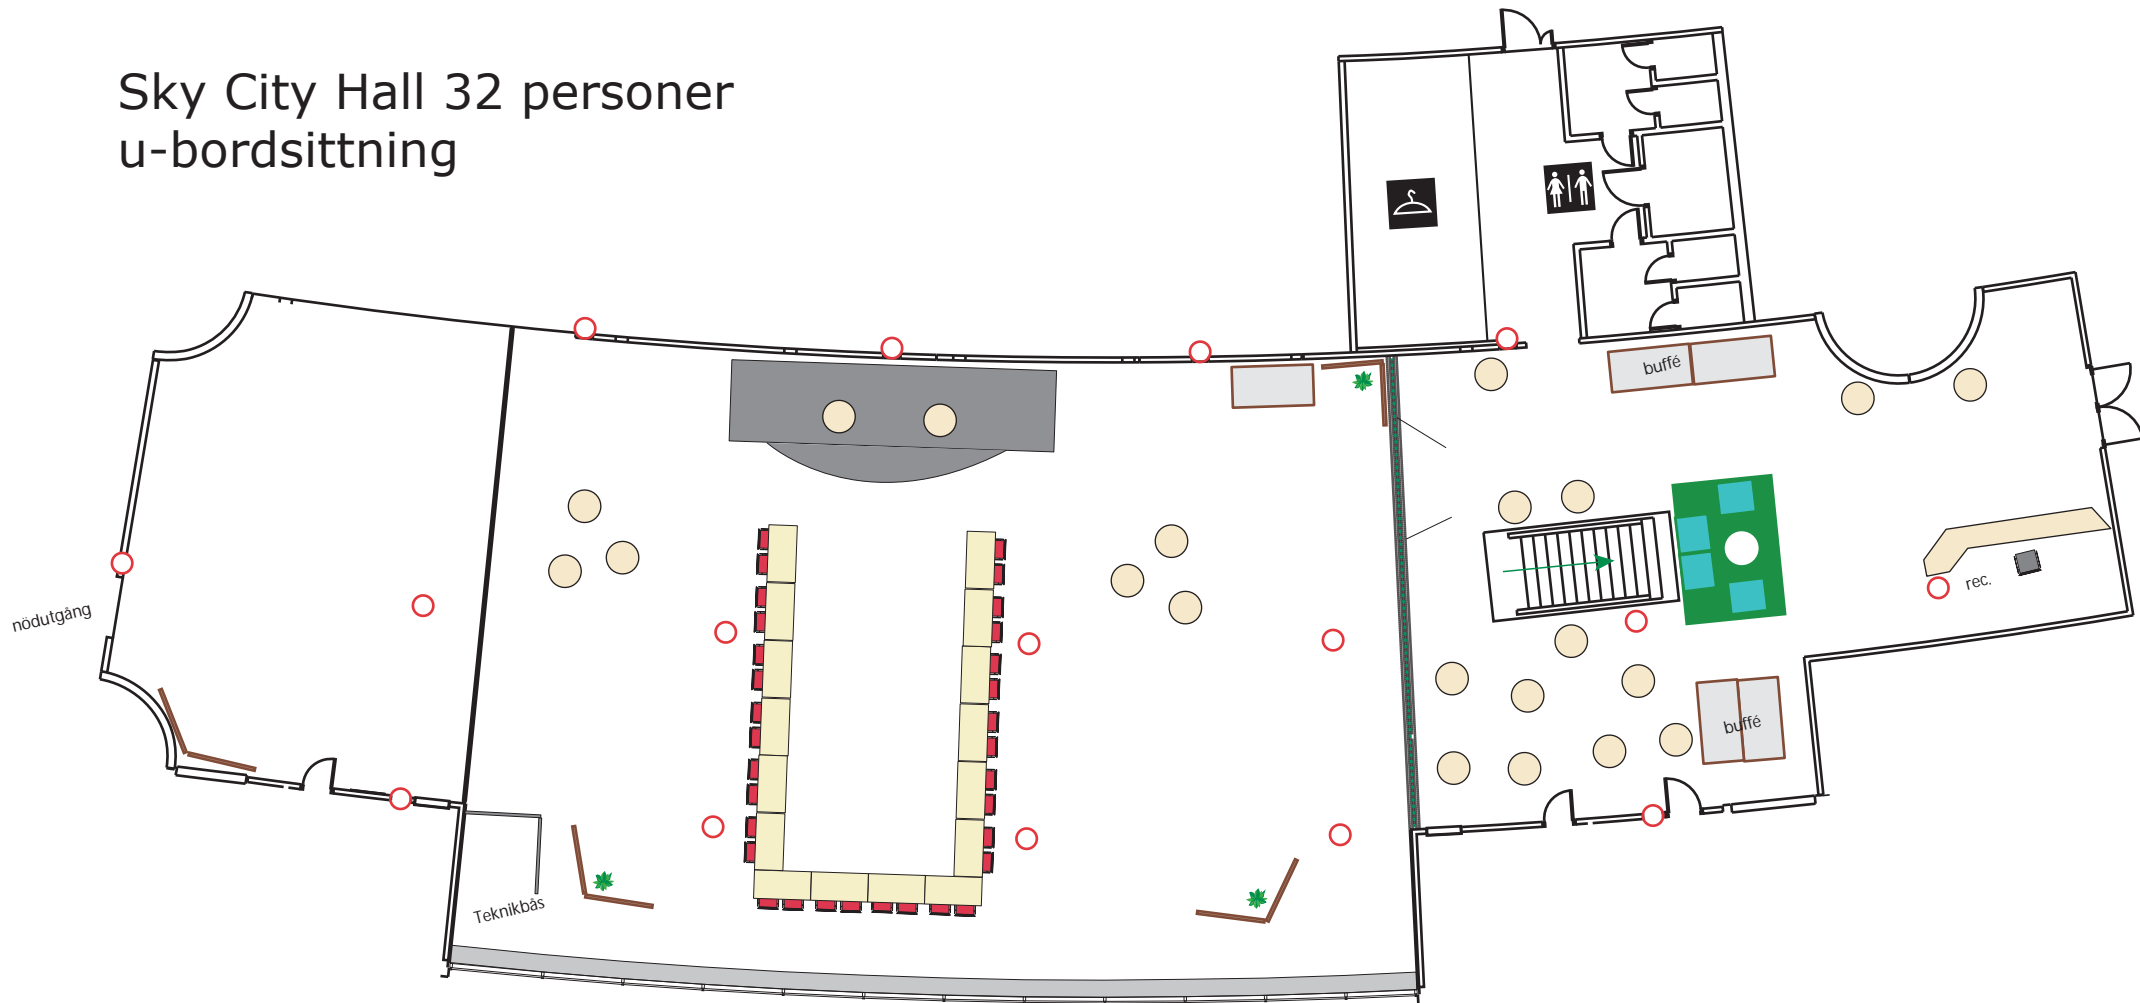 Sky City Hall 32 personer
u-bordsittning
buffé
nödutgång
rec.
buffé
Teknikbås